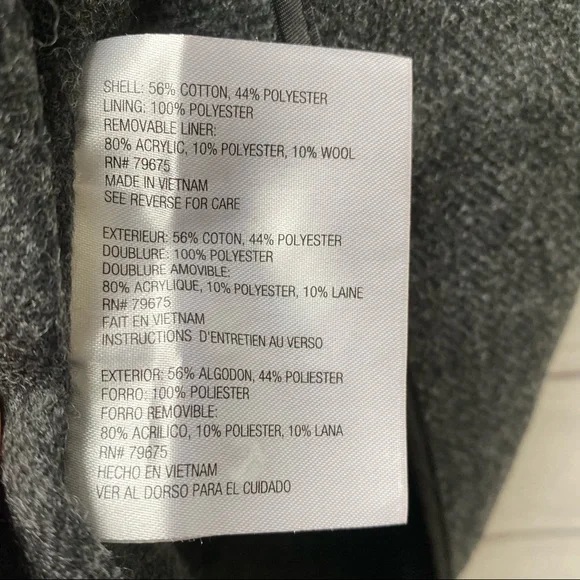 SHELL: 56% COTTON, 44% POLYESTER
LINING: 100% POLYESTER
REMOVABLE LINER:
80% ACRYLIC, 10% POLYESTER, 10% WOOL
RN# 79675
MADE IN VIETNAM
SEE REVERSE FOR CARE
EXTERIEUR: 56% COTON, 44% POLYESTER
DOUBLURE: 100% POLYESTER
DOUBLURE AMOVIBLE:
80% ACRYLIQUE, 10% POLYESTER, 10% LAINE
RN# 79675
FAIT EN VIETNAM
INSTRUCTIONS D'ENTRETIEN AU VERSO
EXTERIOR: 56% ALGODON, 44% POLIESTER
FORRO: 100% POLIESTER
FORRO REMOVIBLE:
80% ACRILICO, 10% POLIESTER, 10% LANA
RN# 79675
HECHO EN VIETNAM
VER AL DORSO PARA EL CUIDADO